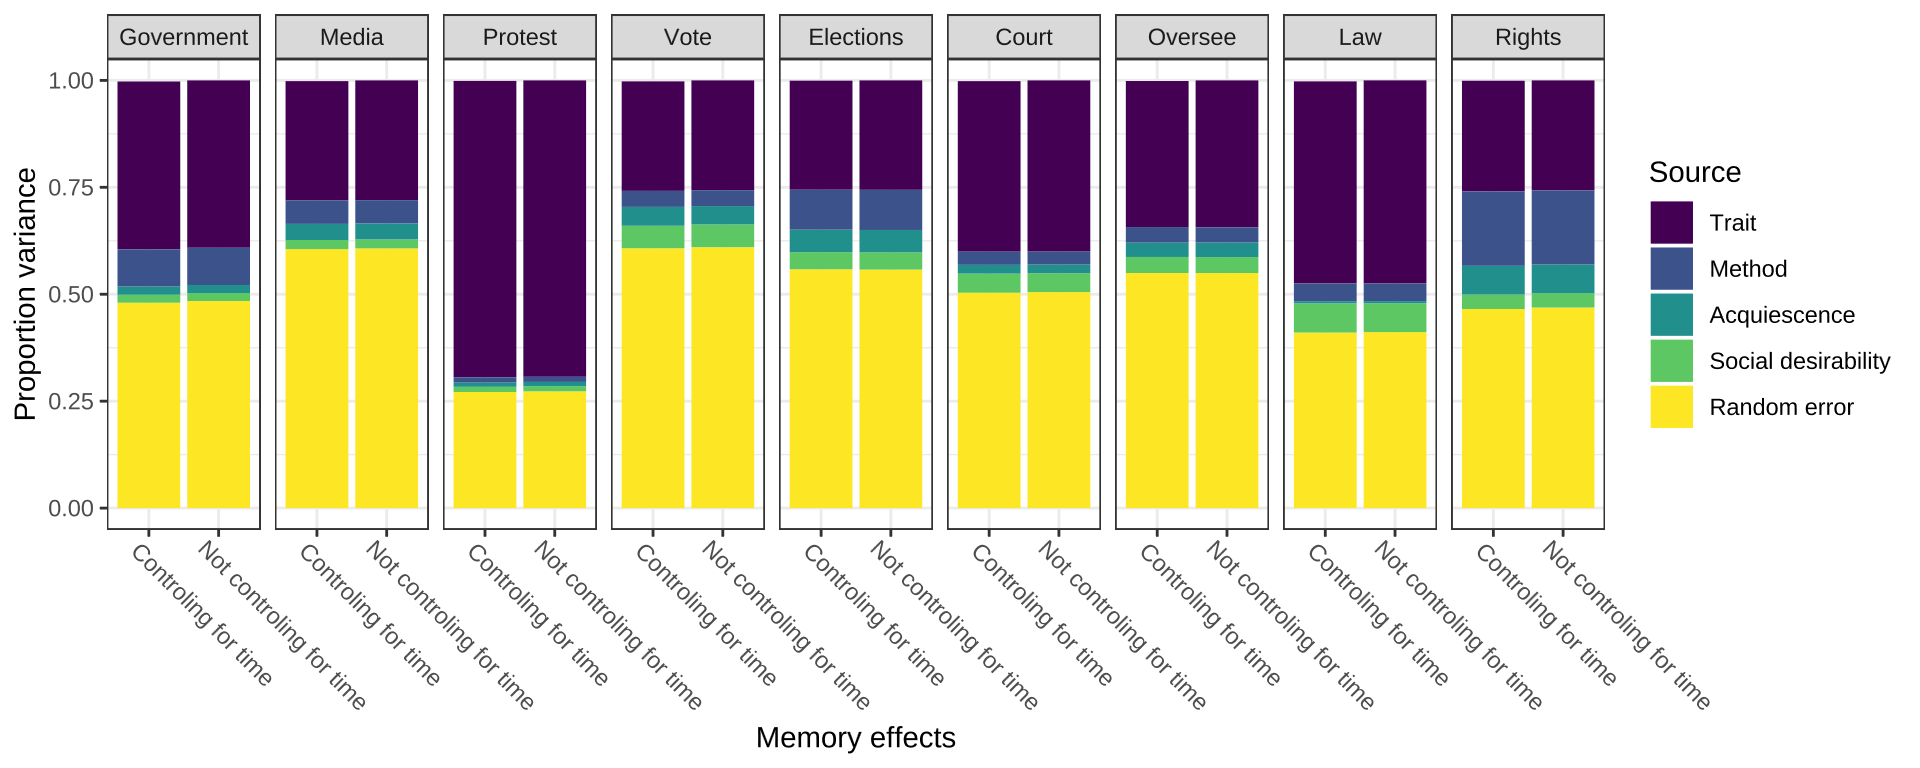 Government Media Protest Vote Elections Court Oversee Law Rights
1.00
0.75
0.50
0.25
0.00
Proportion variance
Controling for time
Not controling for time
Controling for time
Not controling for time
Controling for time
Not controling for time
Controling for time
Not controling for time
Controling for time
Not controling for time
Controling for time
Not controling for time
Controling for time
Not controling for time
Controling for time
Not controling for time
Controling for time
Not controling for time
Memory effects
Source
Trait
Method
Acquiescence
Social desirability
Random error